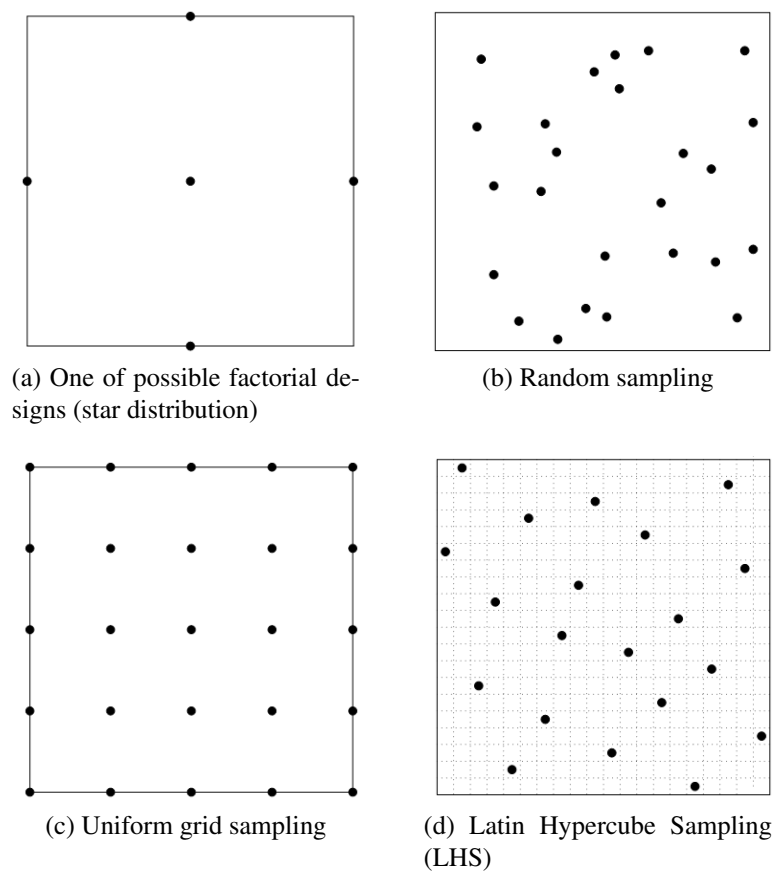 (a) One of possible factorial de-
signs (star distribution)
(b) Random sampling
(c) Uniform grid sampling
(d) Latin Hypercube Sampling
(LHS)